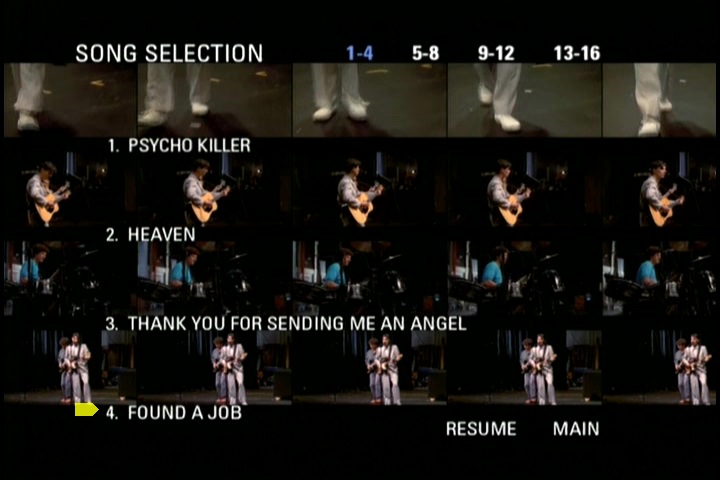 SONG SELECTION 1-4 5-8 9-12 13-16
1. PSYCHO KILLER
2. HEAVEN
3. THANK YOU FOR SENDING ME AN ANGEL
4. FOUND A JOB
RESUME MAIN